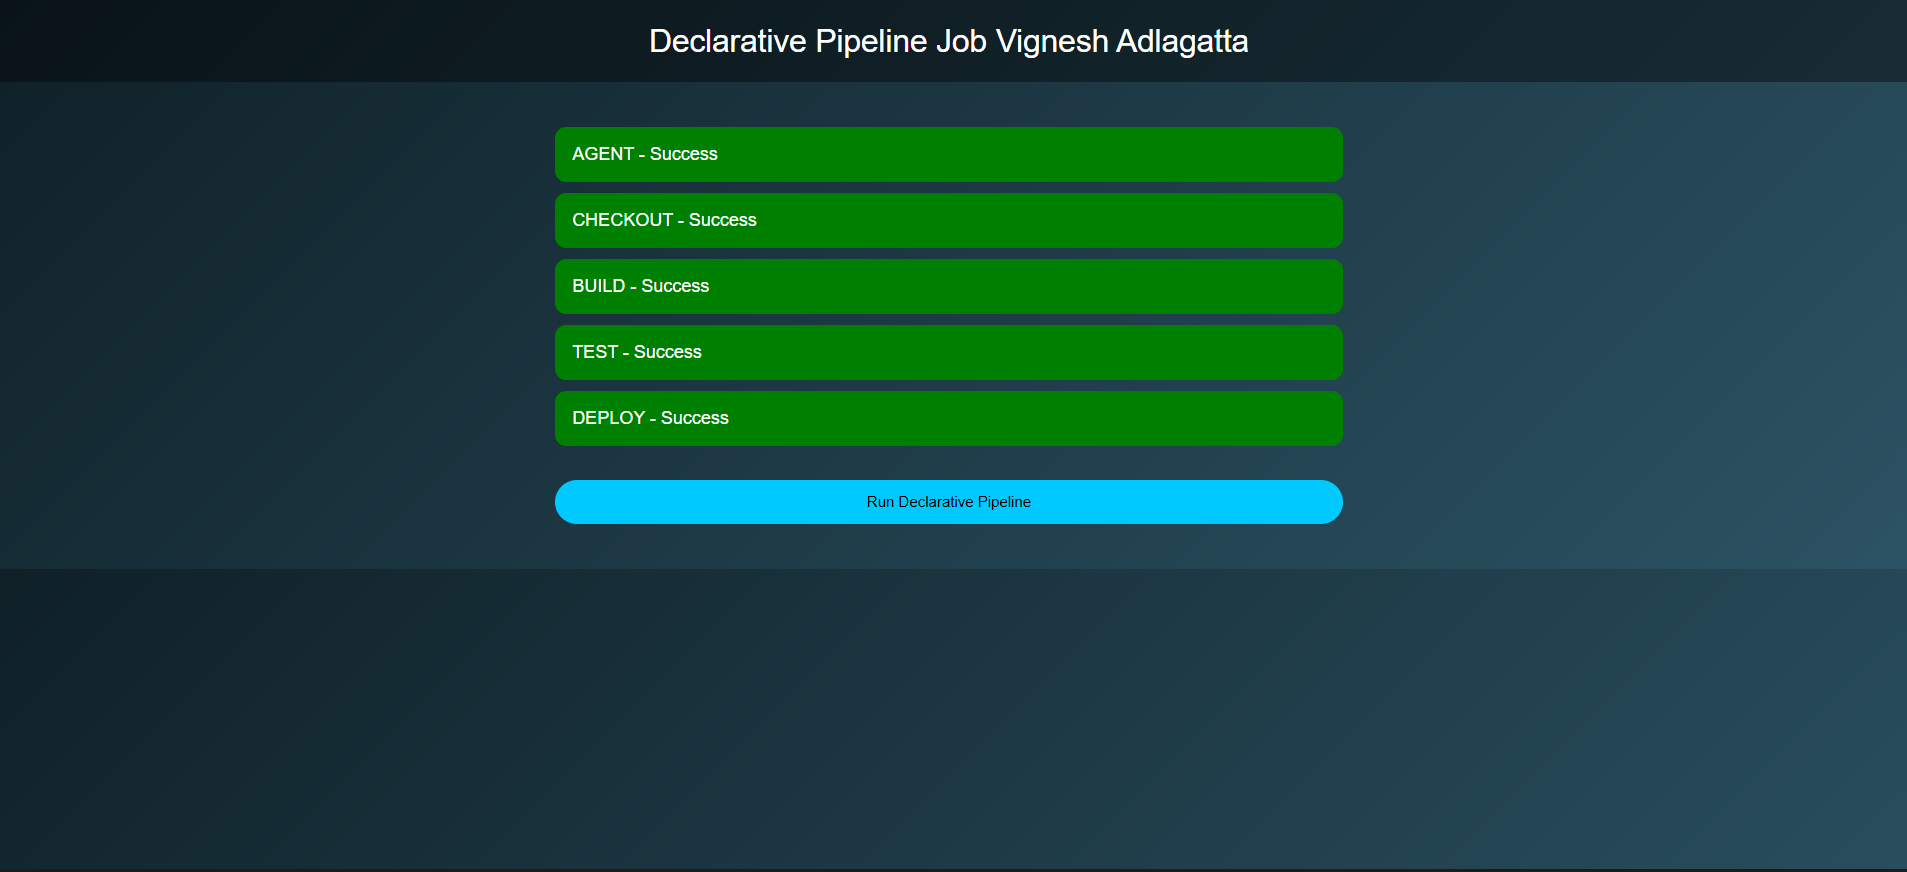 Declarative Pipeline Job Vignesh Adlagatta
AGENT - Success
CHECKOUT - Success
BUILD - Success
TEST - Success
DEPLOY - Success
Run Declarative Pipeline